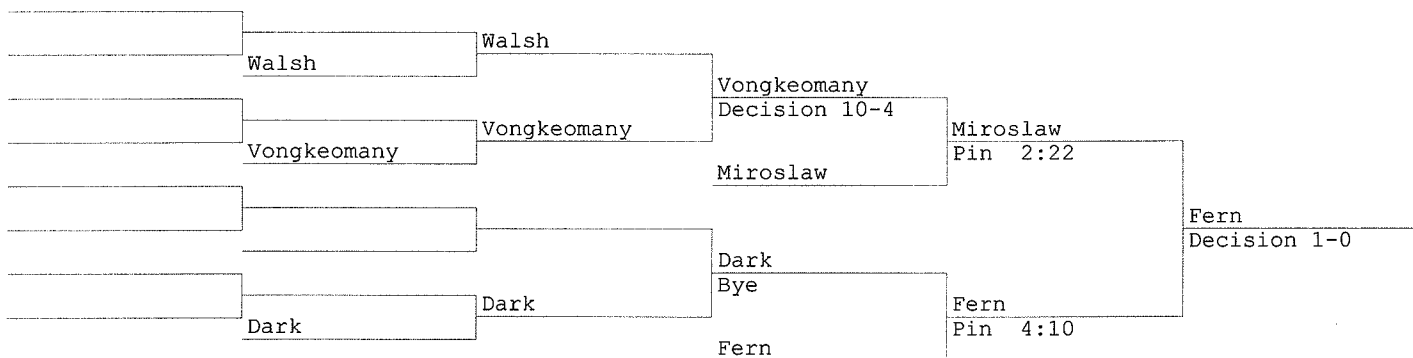 Walsh
Walsh
Vongkeomany
Decision 10-4
Vongkeomany
Vongkeomany
Miroslaw
Pin 2:22
Miroslaw
Fern
Decision 1-0
Dark
Bye
Dark
Dark
Fern
Pin 4:10
Fern